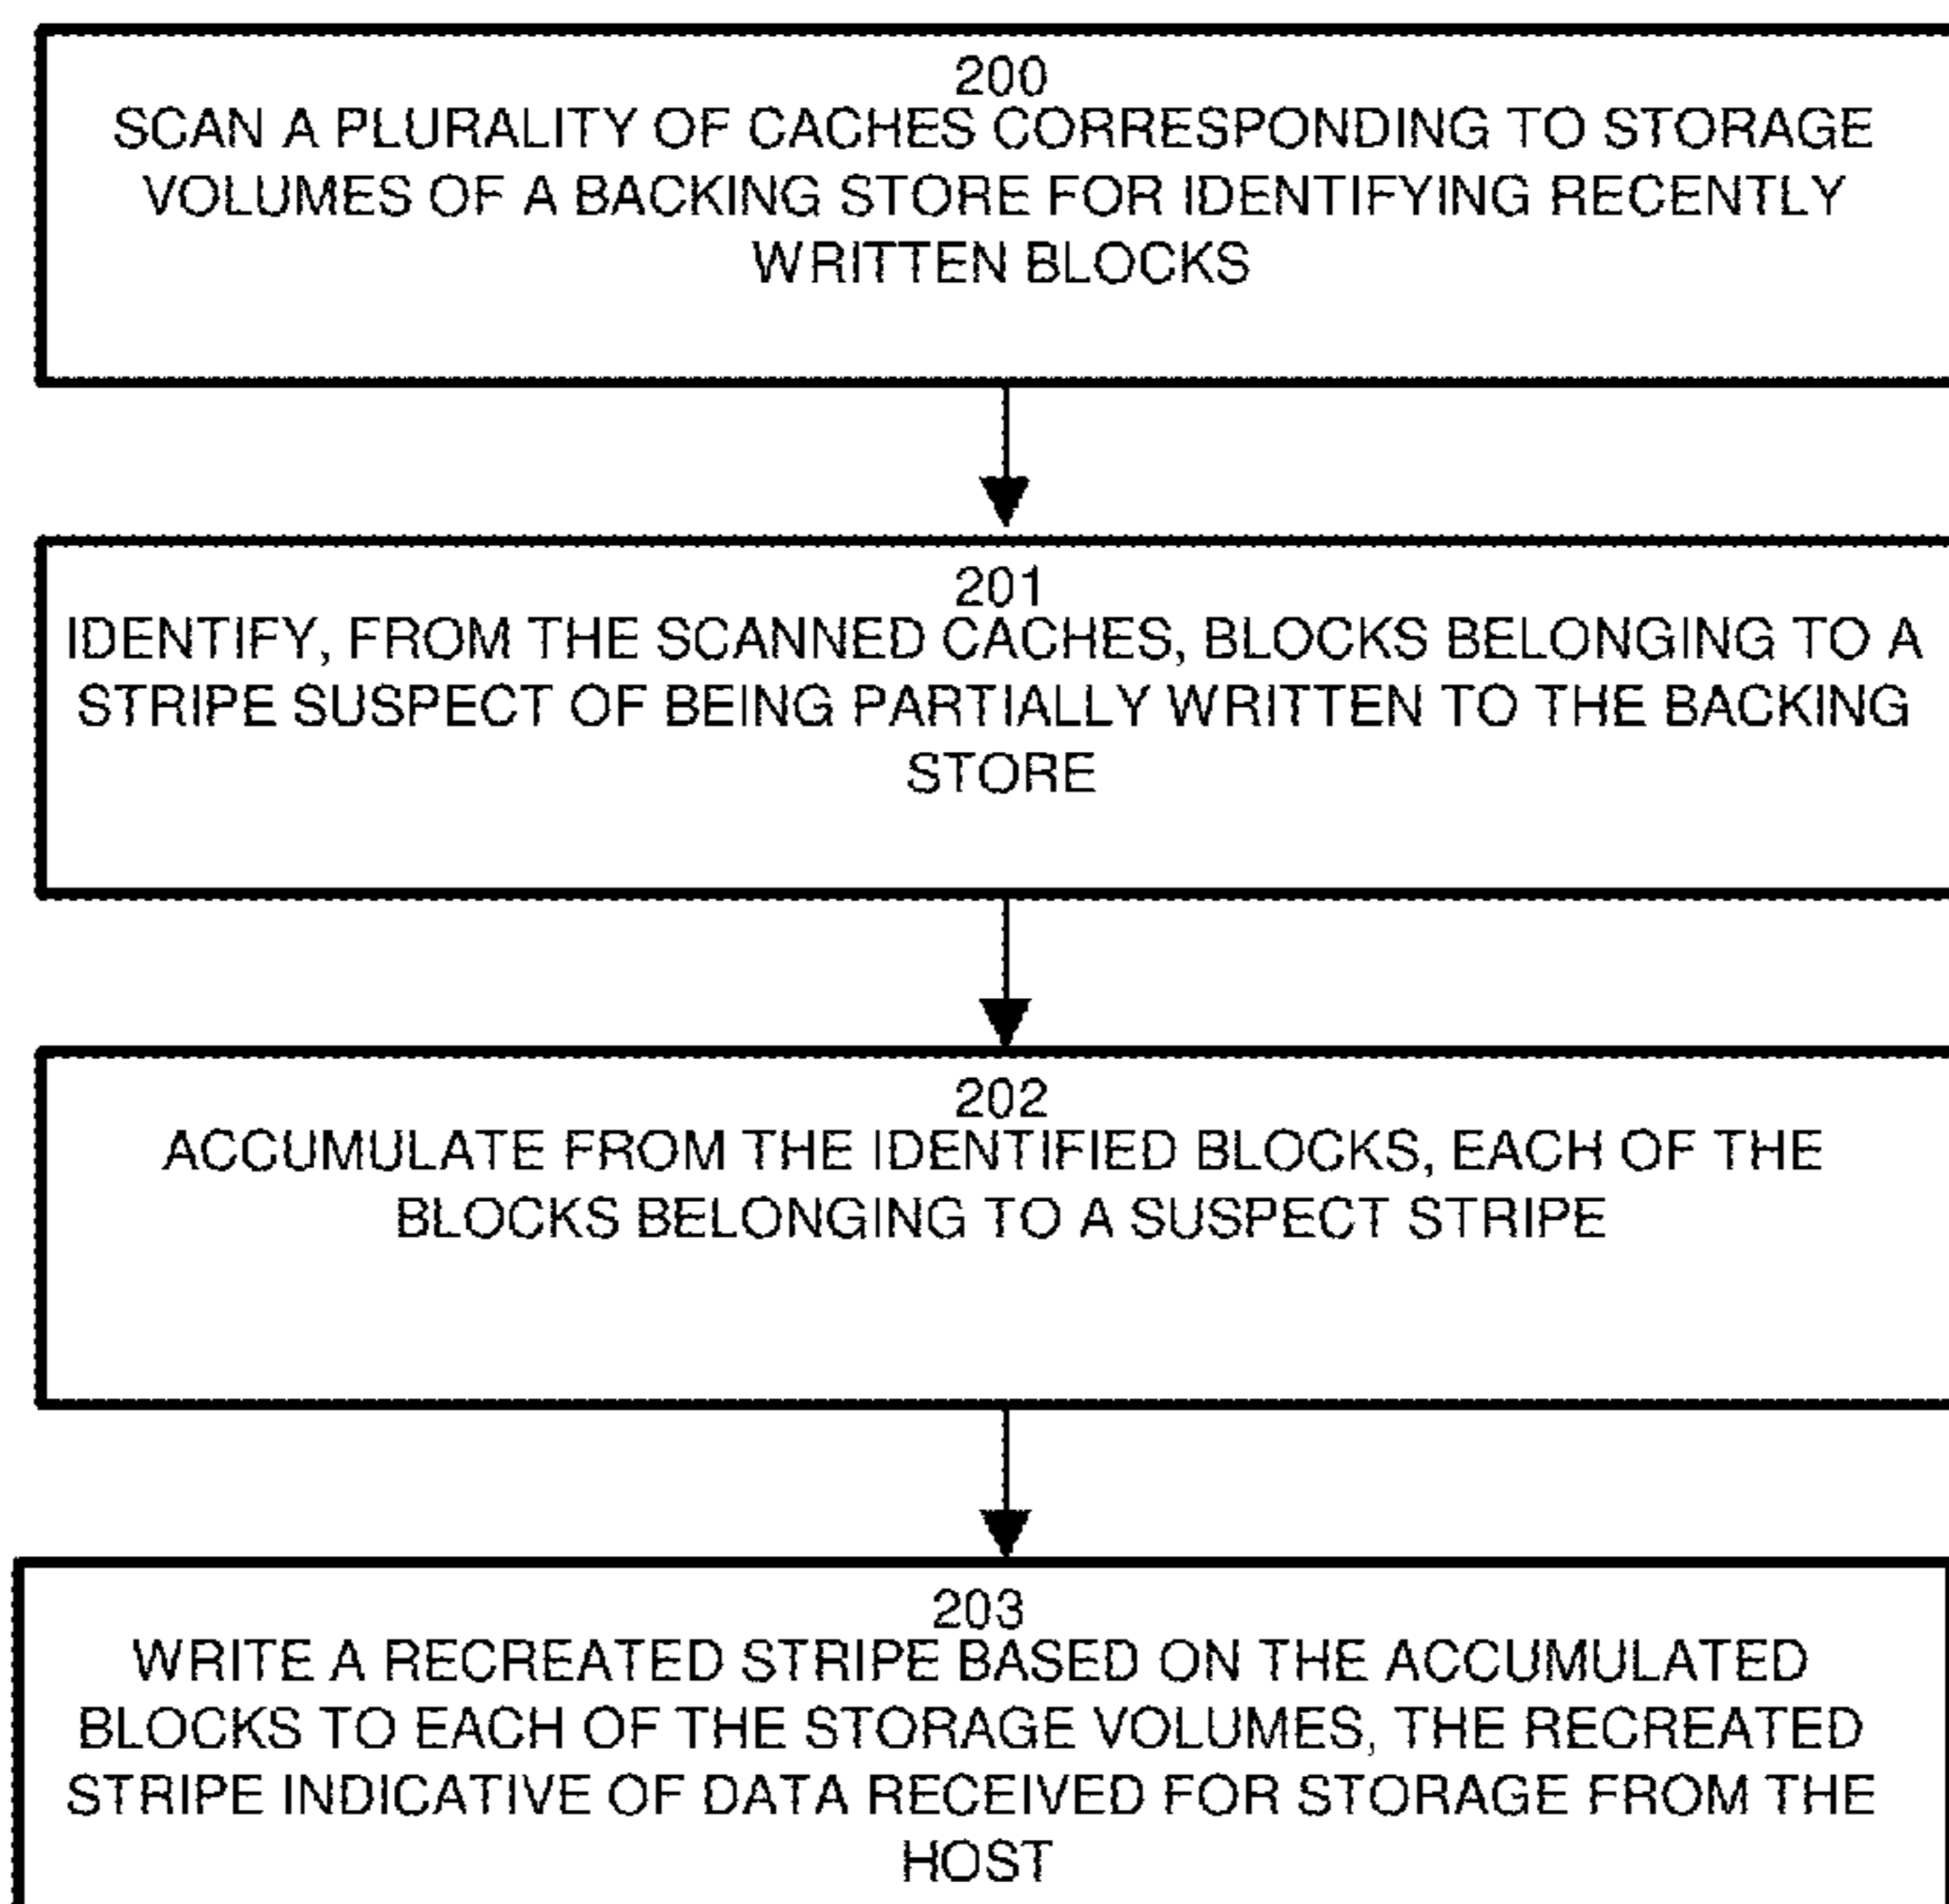 200
SCAN A PLURALITY OF CACHES CORRESPONDING TO STORAGE
VOLUMES OF A BACKING STORE FOR IDENTIFYING RECENTLY
WRITTEN BLOCKS
201
IDENTIFY, FROM THE SCANNED CACHES, BLOCKS BELONGING TO A
STRIPE SUSPECT OF BEING PARTIALLY WRITTEN TO THE BACKING
STORE
202
ACCUMULATE FROM THE IDENTIFIED BLOCKS, EACH OF THE
BLOCKS BELONGING TO A SUSPECT STRIPE
203
WRITE A RECREATED STRIPE BASED ON THE ACCUMULATED
BLOCKS TO EACH OF THE STORAGE VOLUMES, THE RECREATED
STRIPE INDICATIVE OF DATA RECEIVED FOR STORAGE FROM THE
HOST